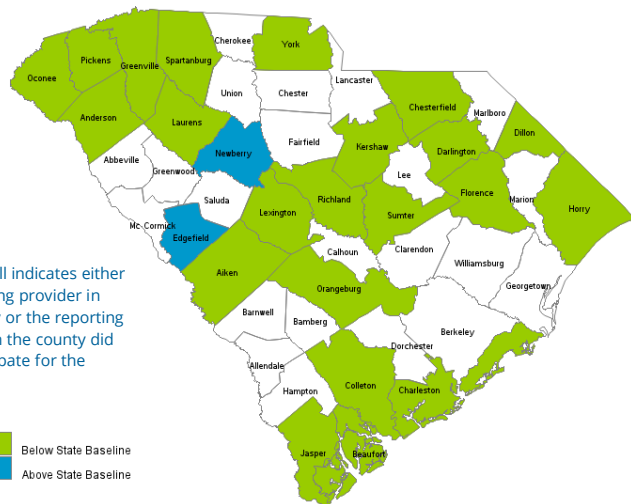 Cherokee
York
Pickens
Spartanburg
Greenville
Oconee
Lancaster
Union
Chester
Chesterfield
Marlboro
Anderson
Laurens
Dillon
Fairfield
Newberry
Kershaw
Darlington
Abbeville
Greenwood
Lee
Florence
Marion
Horry
Saluda
Richland
Lexington
Sumter
Mc Cormick
Edgefield
Calhoun
Clarendon
Williamsburg
Aiken
Orangeburg
Georgetown
Barnwell
Bamberg
Berkeley
Dorchester
Allendale
Hampton
Colleton
Charleston
Jasper
Beaufort
ll indicates either
ng provider in
or the reporting
n the county did
pate for the
Below State Baseline
Above State Baseline